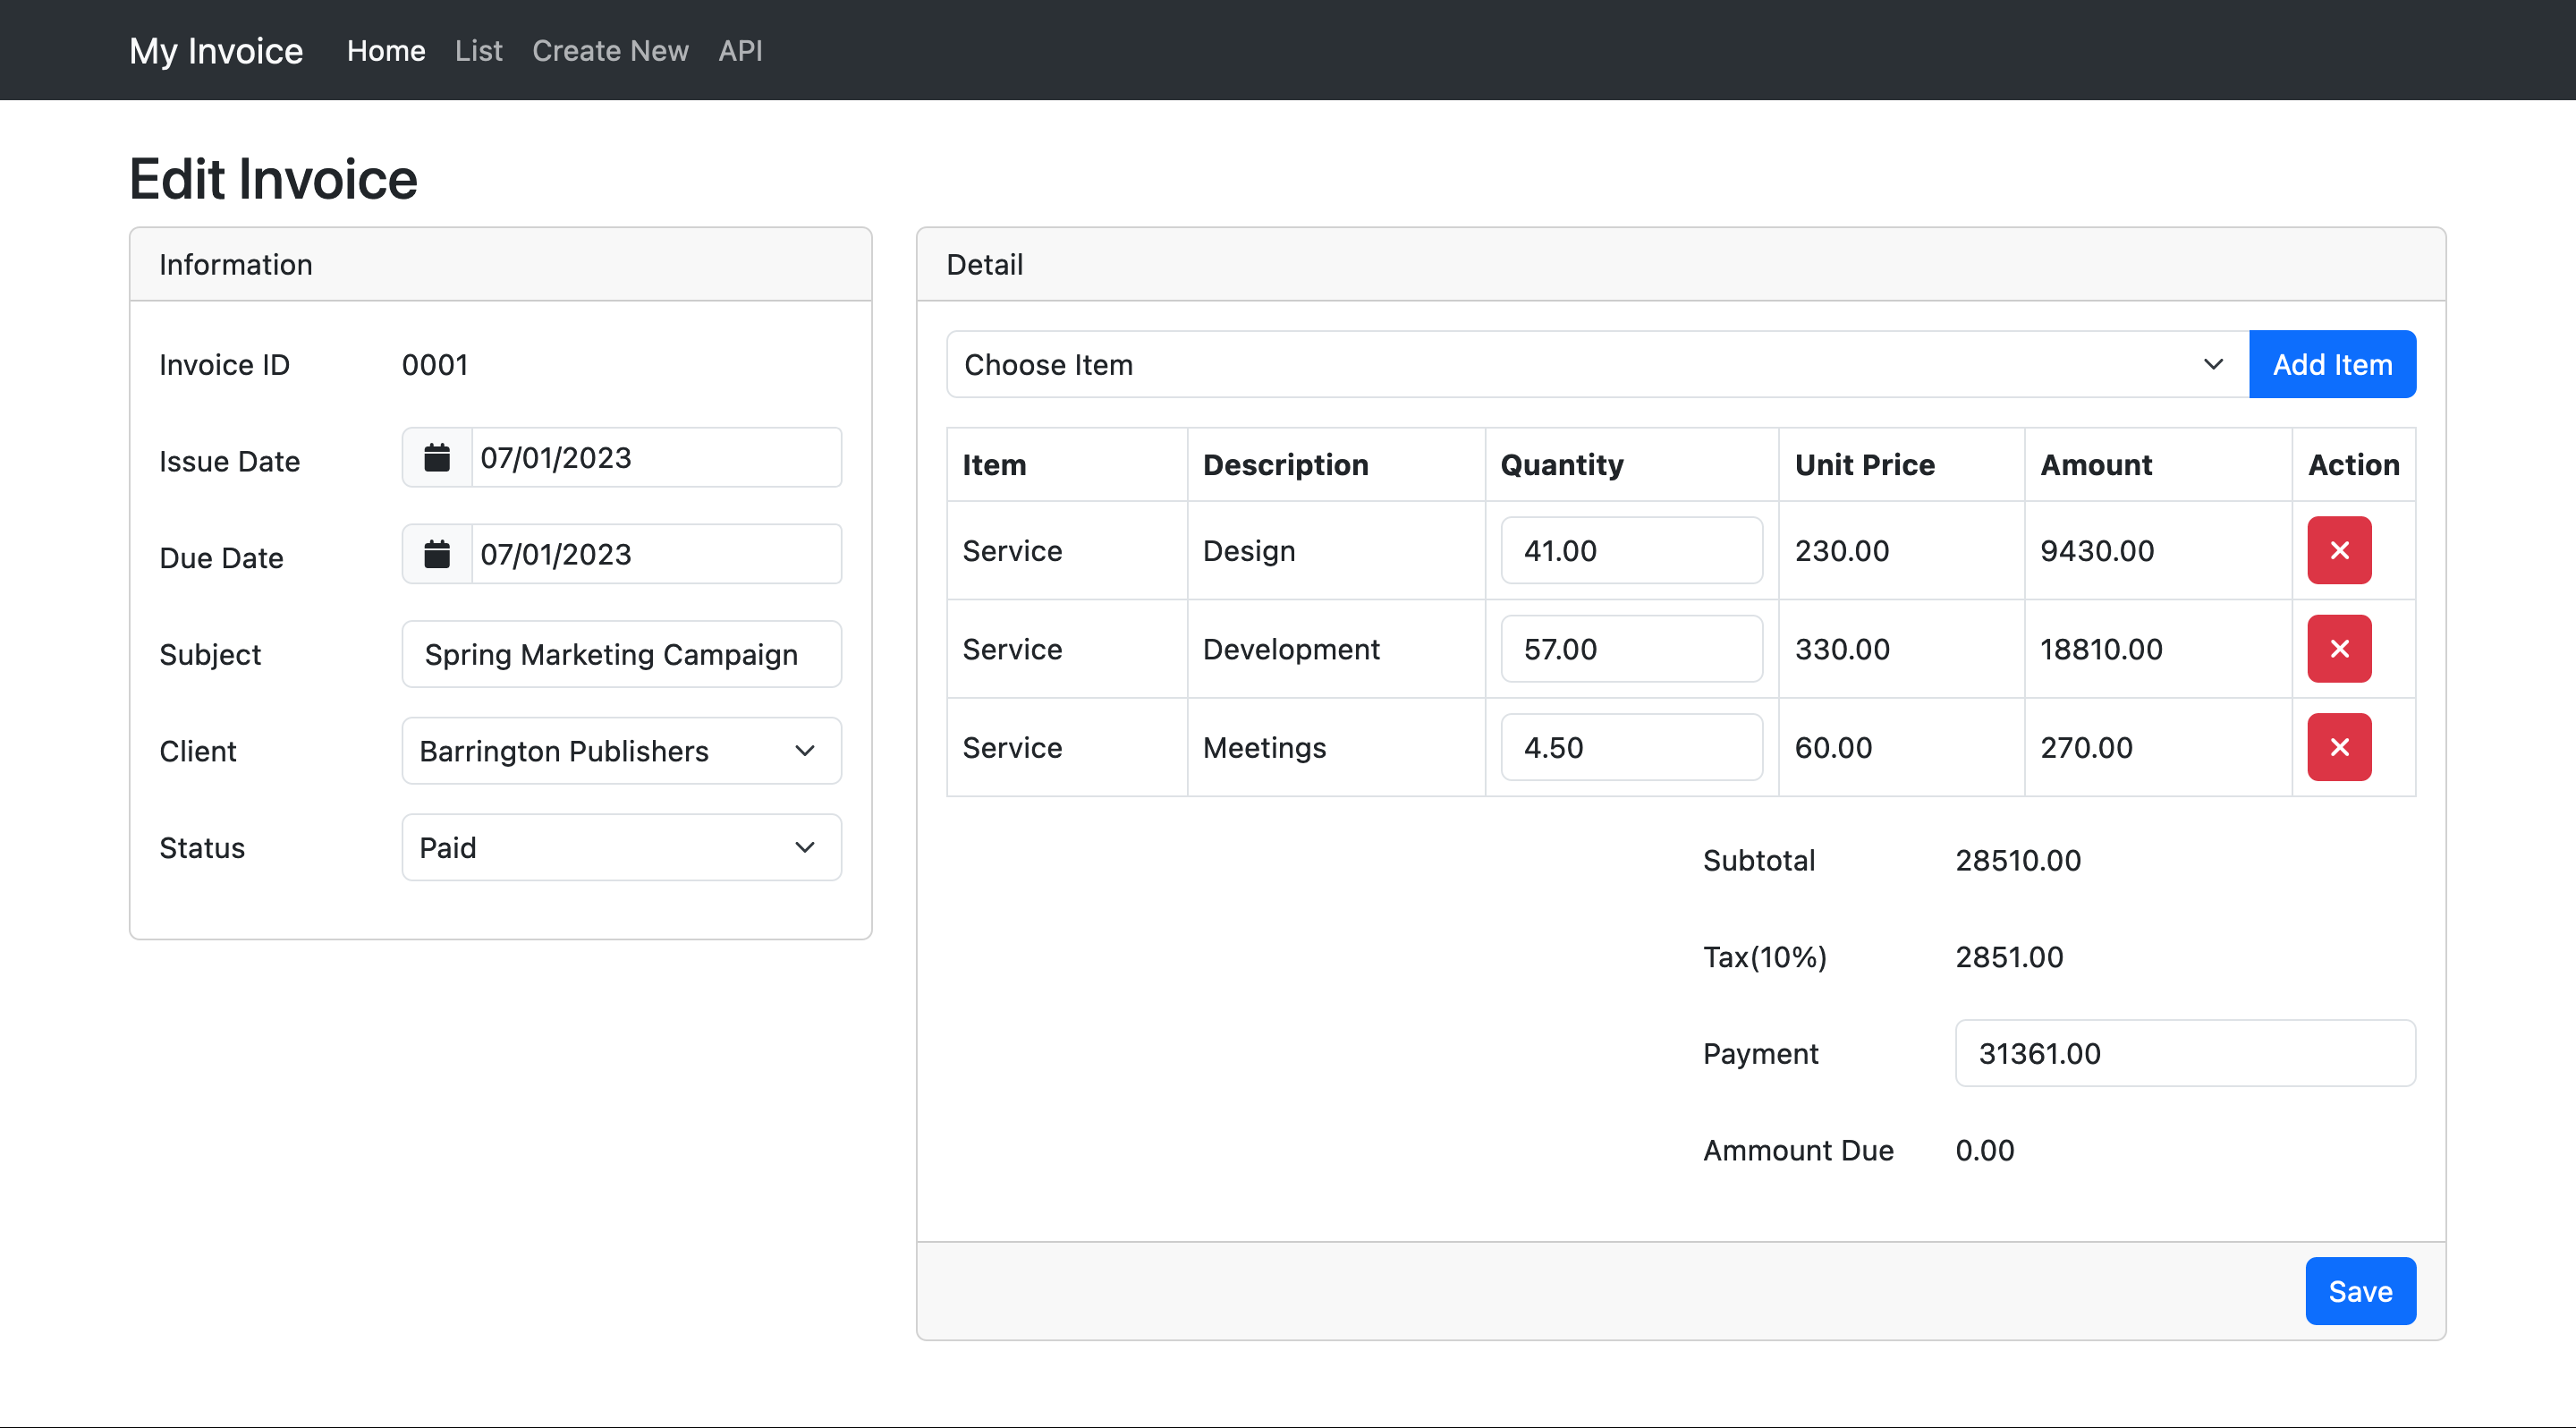 My Invoice Home List Create New API
Edit Invoice
Information
Invoice ID 0001
Issue Date 07/01/2023
Due Date 07/01/2023
Subject Spring Marketing Campaign
Client Barrington Publishers
Status Paid
Detail
Choose Item Add Item
Item Description Quantity Unit Price Amount Action
Service Design 41.00 230.00 9430.00
Service Development 57.00 330.00 18810.00
Service Meetings 4.50 60.00 270.00
Subtotal 28510.00
Tax(10%) 2851.00
Payment 31361.00
Ammount Due 0.00
Save